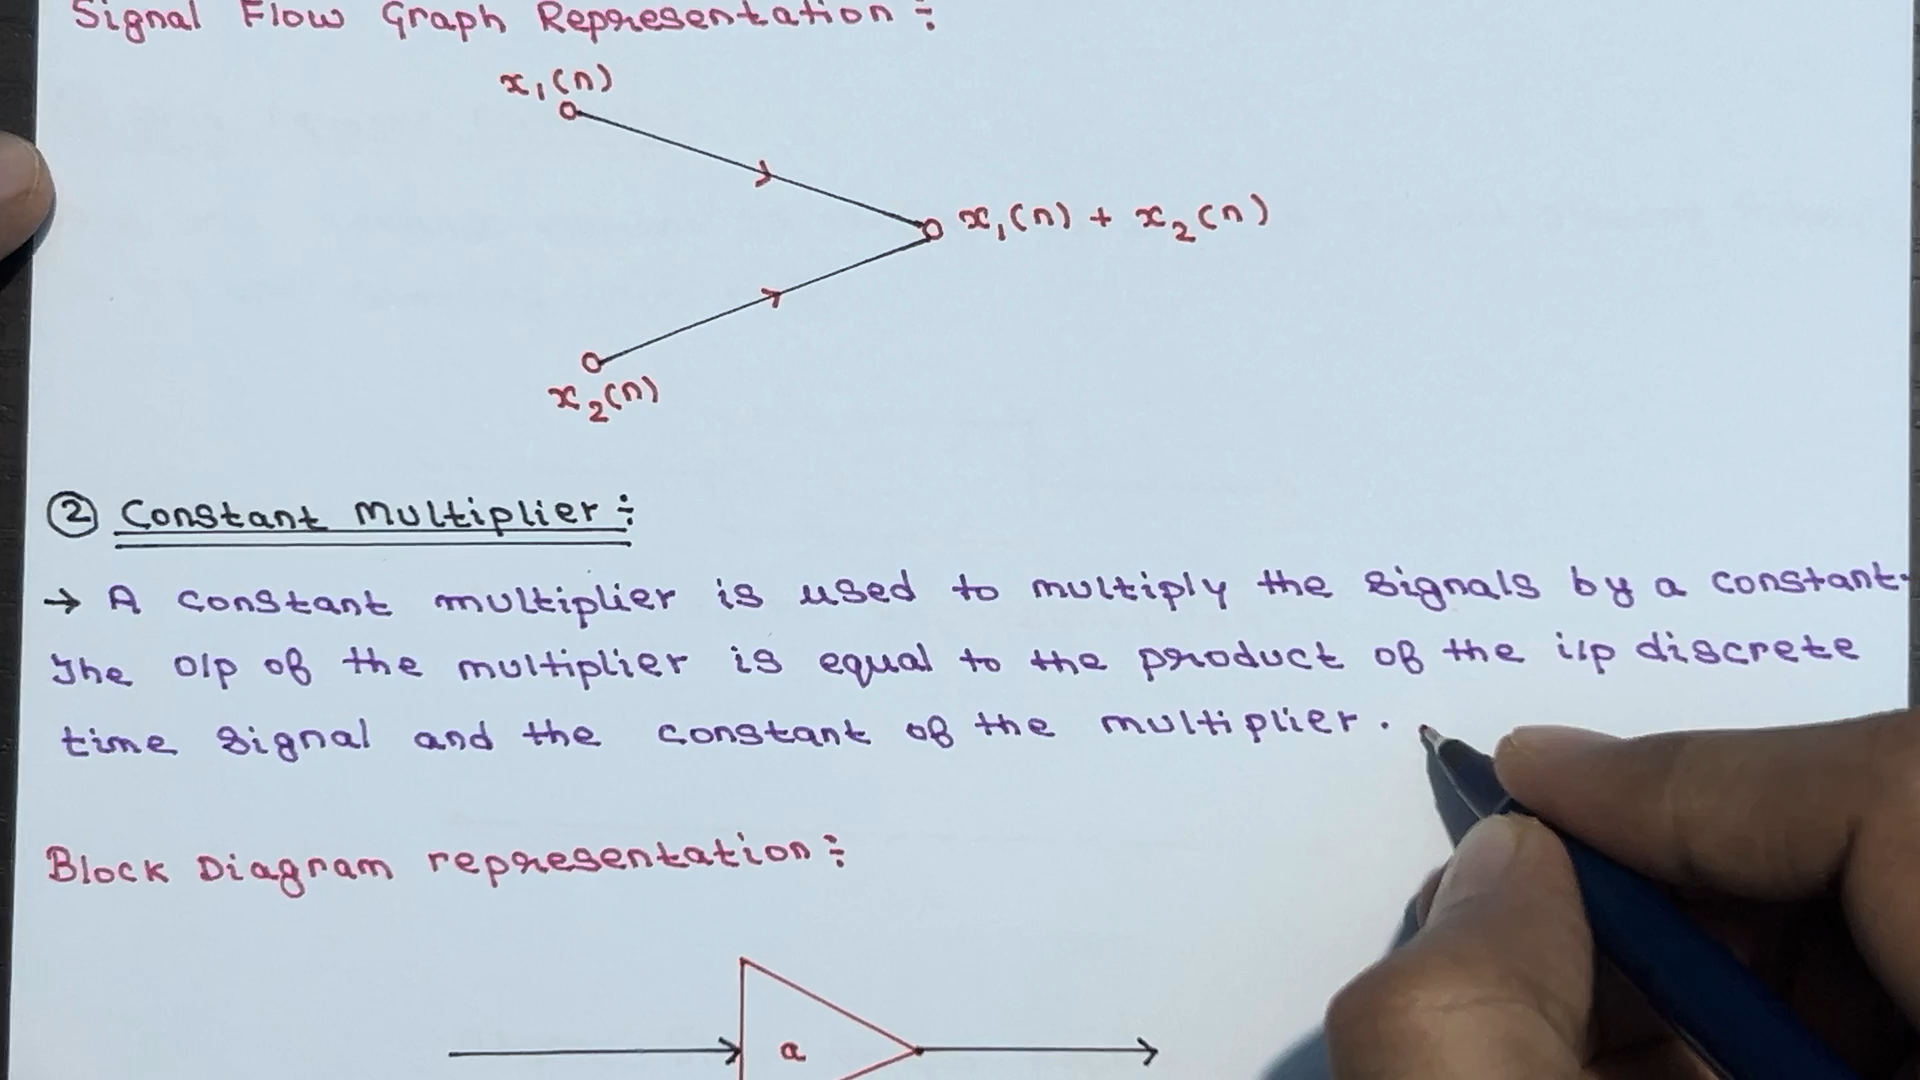 Signal Flow Graph Representation :
x₁(n)
x₁(n) + x₂(n)
x₂(n)
② Constant Multiplier :
→ A constant multiplier is used to multiply the signals by a constant.
The o/p of the multiplier is equal to the product of the i/p discrete
time signal and the constant of the multiplier.
Block Diagram representation :
a